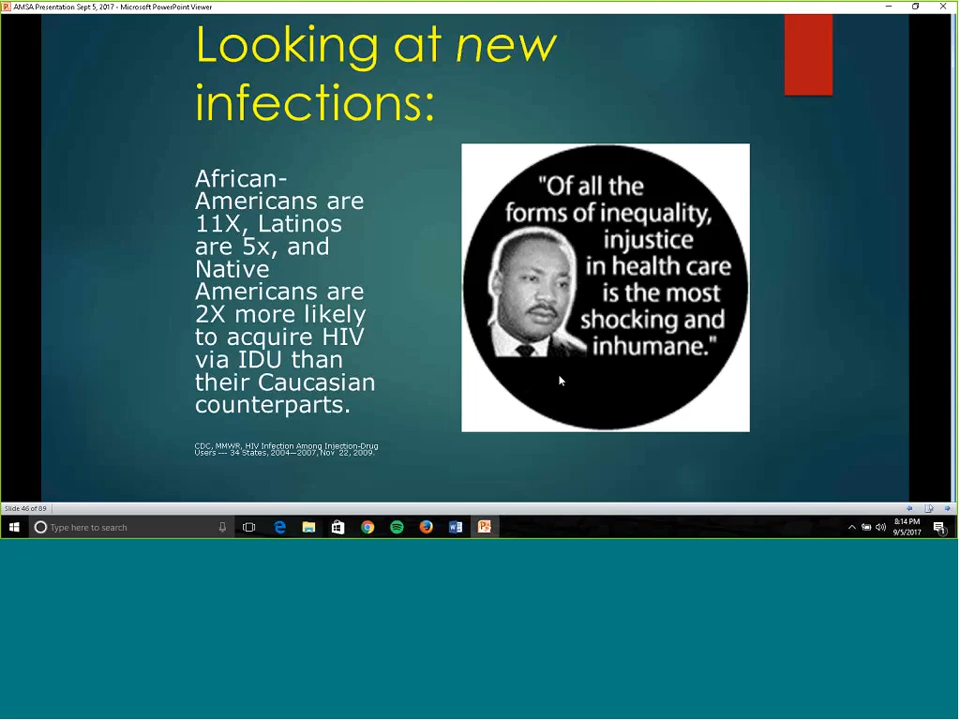 AMSA Presentation Sept 5, 2017 - Microsoft PowerPoint Viewer
Looking at new
infections:
African-
Americans are
11X, Latinos
are 5x, and
Native
Americans are
2X more likely
to acquire HIV
via IDU than
their Caucasian
counterparts.
CDC, MMWR, HIV Infection Among Injection-Drug
Users --- 34 States, 2004—2007, Nov 22, 2009.
"Of all the
forms of inequality,
injustice
in health care
is the most
shocking and
inhumane."
Slide 46 of 89
Type here to search
8:14 PM
9/5/2017